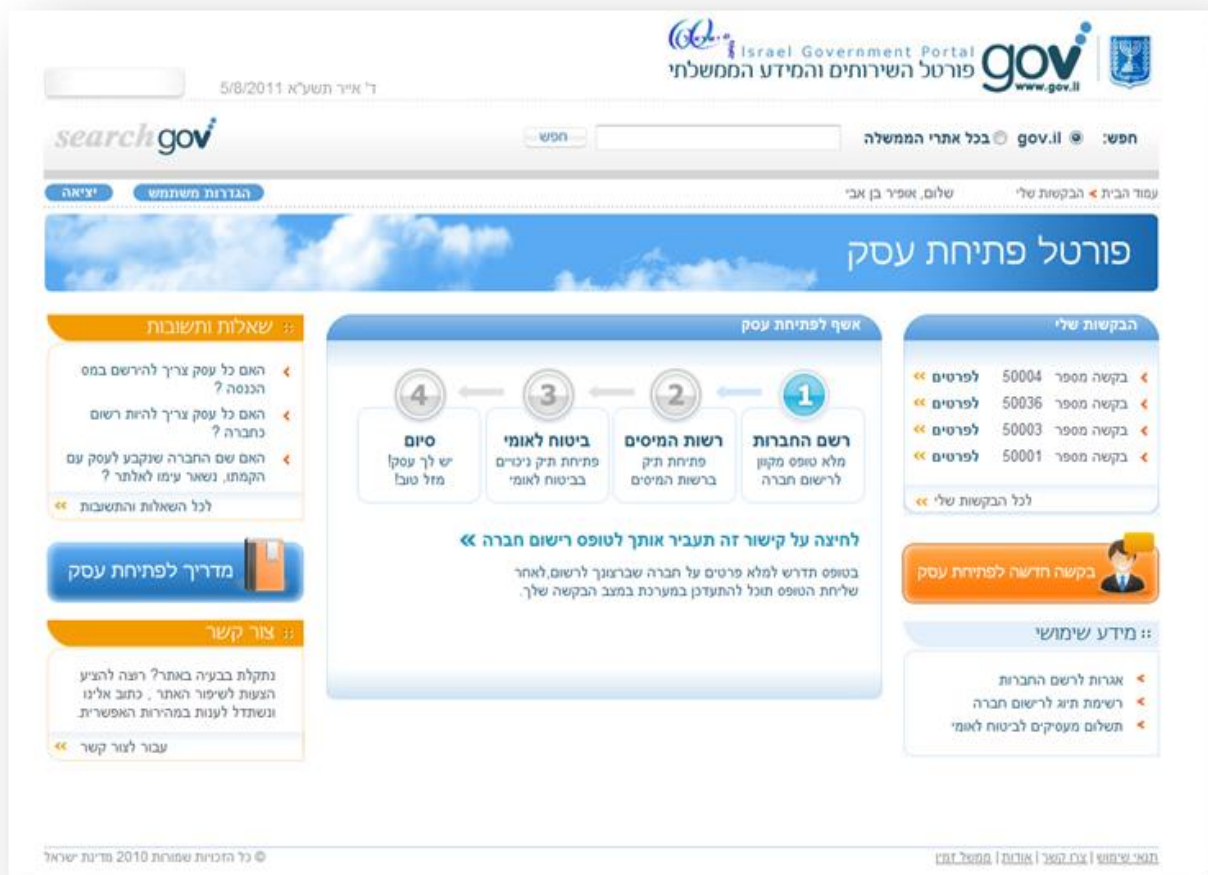 Israel Government Portal
פורטל השירותים והמידע הממשלתי
gov
www.gov.il
ד' אייר תשע"א 5/8/2011
חפש: gov.il בכל אתרי הממשלה
חפש
search gov
עמוד הבית > הבקשות שלי
שלום, אופיר בן אבי
הגדרות משתמש
יציאה
פורטל פתיחת עסק
הבקשות שלי
בקשה מספר 50004 לפרטים
בקשה מספר 50036 לפרטים
בקשה מספר 50003 לפרטים
בקשה מספר 50001 לפרטים
לכל הבקשות שלי
בקשה חדשה לפתיחת עסק
מידע שימושי
אגרות לרשם החברות
רשימת תיוג לרישום חברה
תשלום מעסיקים לביטוח לאומי
אשף לפתיחת עסק
1
רשם החברות
מלא טופס מקוון
לרישום חברה
2
רשות המיסים
פתיחת תיק
ברשות המיסים
3
ביטוח לאומי
פתיחת תיק ניכויים
בביטוח לאומי
4
סיום
יש לך עסק!
מזל טוב!
לחיצה על קישור זה תעביר אותך לטופס רישום חברה
בטופס תדרש למלא פרטים על חברה שברצונך לרשום,לאחר
שליחת הטופס תוכל להתעדכן במערכת במצב הבקשה שלך.
שאלות ותשובות
האם כל עסק צריך להירשם במס
הכנסה ?
האם כל עסק צריך להיות רשום
כחברה ?
האם שם החברה שנקבע לעסק עם
הקמתו, נשאר עימו לאלתר ?
לכל השאלות והתשובות
מדריך לפתיחת עסק
צור קשר
נתקלת בבעיה באתר? רוצה להציע
הצעות לשיפור האתר , כתוב אלינו
ונשתדל לענות במהירות האפשרית.
עבור לצור קשר
תנאי שימוש | צרו קשר | אודות | ממשל זמין
© כל הזכויות שמורות 2010 מדינת ישראל